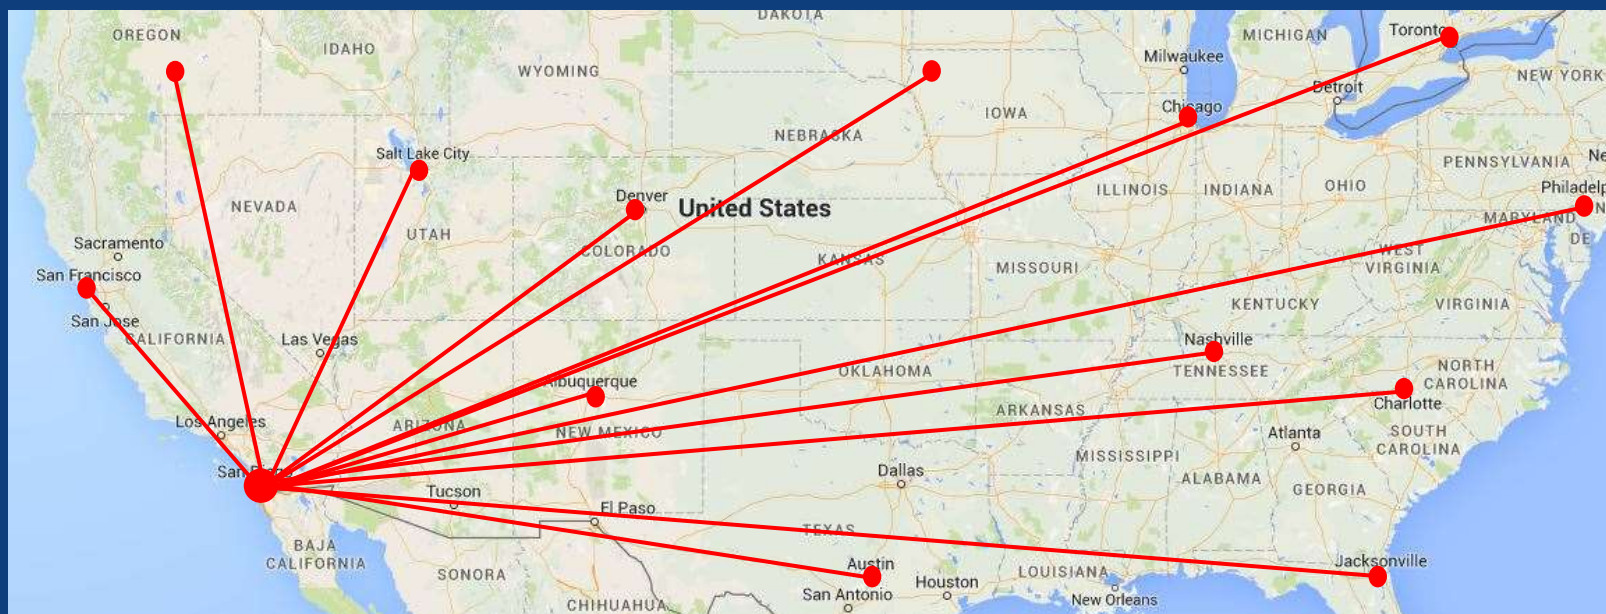 DAKOTA
OREGON
IDAHO
MICHIGAN
Toronto
Milwaukee
WYOMING
NEW YORK
Detroit
Chicago
IOWA
NEBRASKA
Salt Lake City
PENNSYLVANIA
Ne
ILLINOIS
INDIANA
OHIO
Philadelp
Denver
United States
NEVADA
MARYLAND
N
UTAH
DE
Sacramento
COLORADO
KANSAS
WEST
VIRGINIA
MISSOURI
San Francisco
KENTUCKY
VIRGINIA
San Jose
CALIFORNIA
Las Vegas
Nashville
OKLAHOMA
TENNESSEE
NORTH
CAROLINA
Albuquerque
Charlotte
ARKANSAS
Los Angeles
ARIZONA
NEW MEXICO
Atlanta
SOUTH
CAROLINA
MISSISSIPPI
San Diego
Dallas
ALABAMA
GEORGIA
Tucson
El Paso
TEXAS
BAJA
CALIFORNIA
Austin
Jacksonville
SONORA
Houston
LOUISIANA
San Antonio
New Orleans
CHIHUAHUA